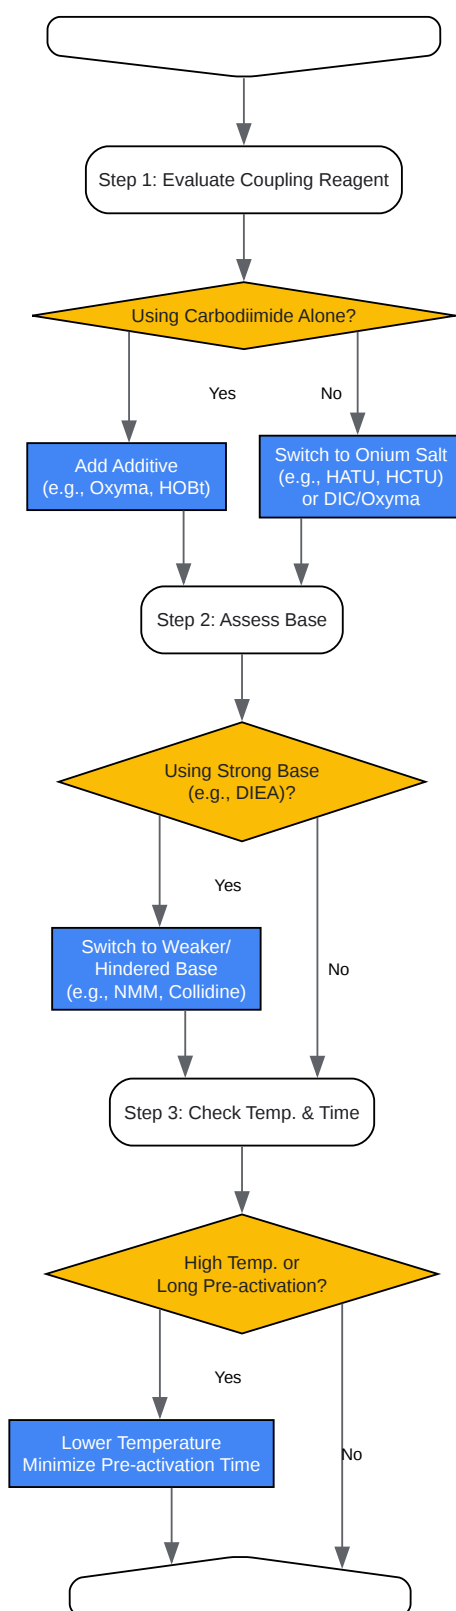 Step 1: Evaluate Coupling Reagent
Using Carbodiimide Alone?
Yes
No
Add Additive
(e.g., Oxyma, HOBt)
Switch to Onium Salt
(e.g., HATU, HCTU)
or DIC/Oxyma
Step 2: Assess Base
Using Strong Base
(e.g., DIEA)?
Yes
Switch to Weaker/
Hindered Base
(e.g., NMM, Collidine)
No
Step 3: Check Temp. & Time
High Temp. or
Long Pre-activation?
Yes
Lower Temperature
Minimize Pre-activation Time
No